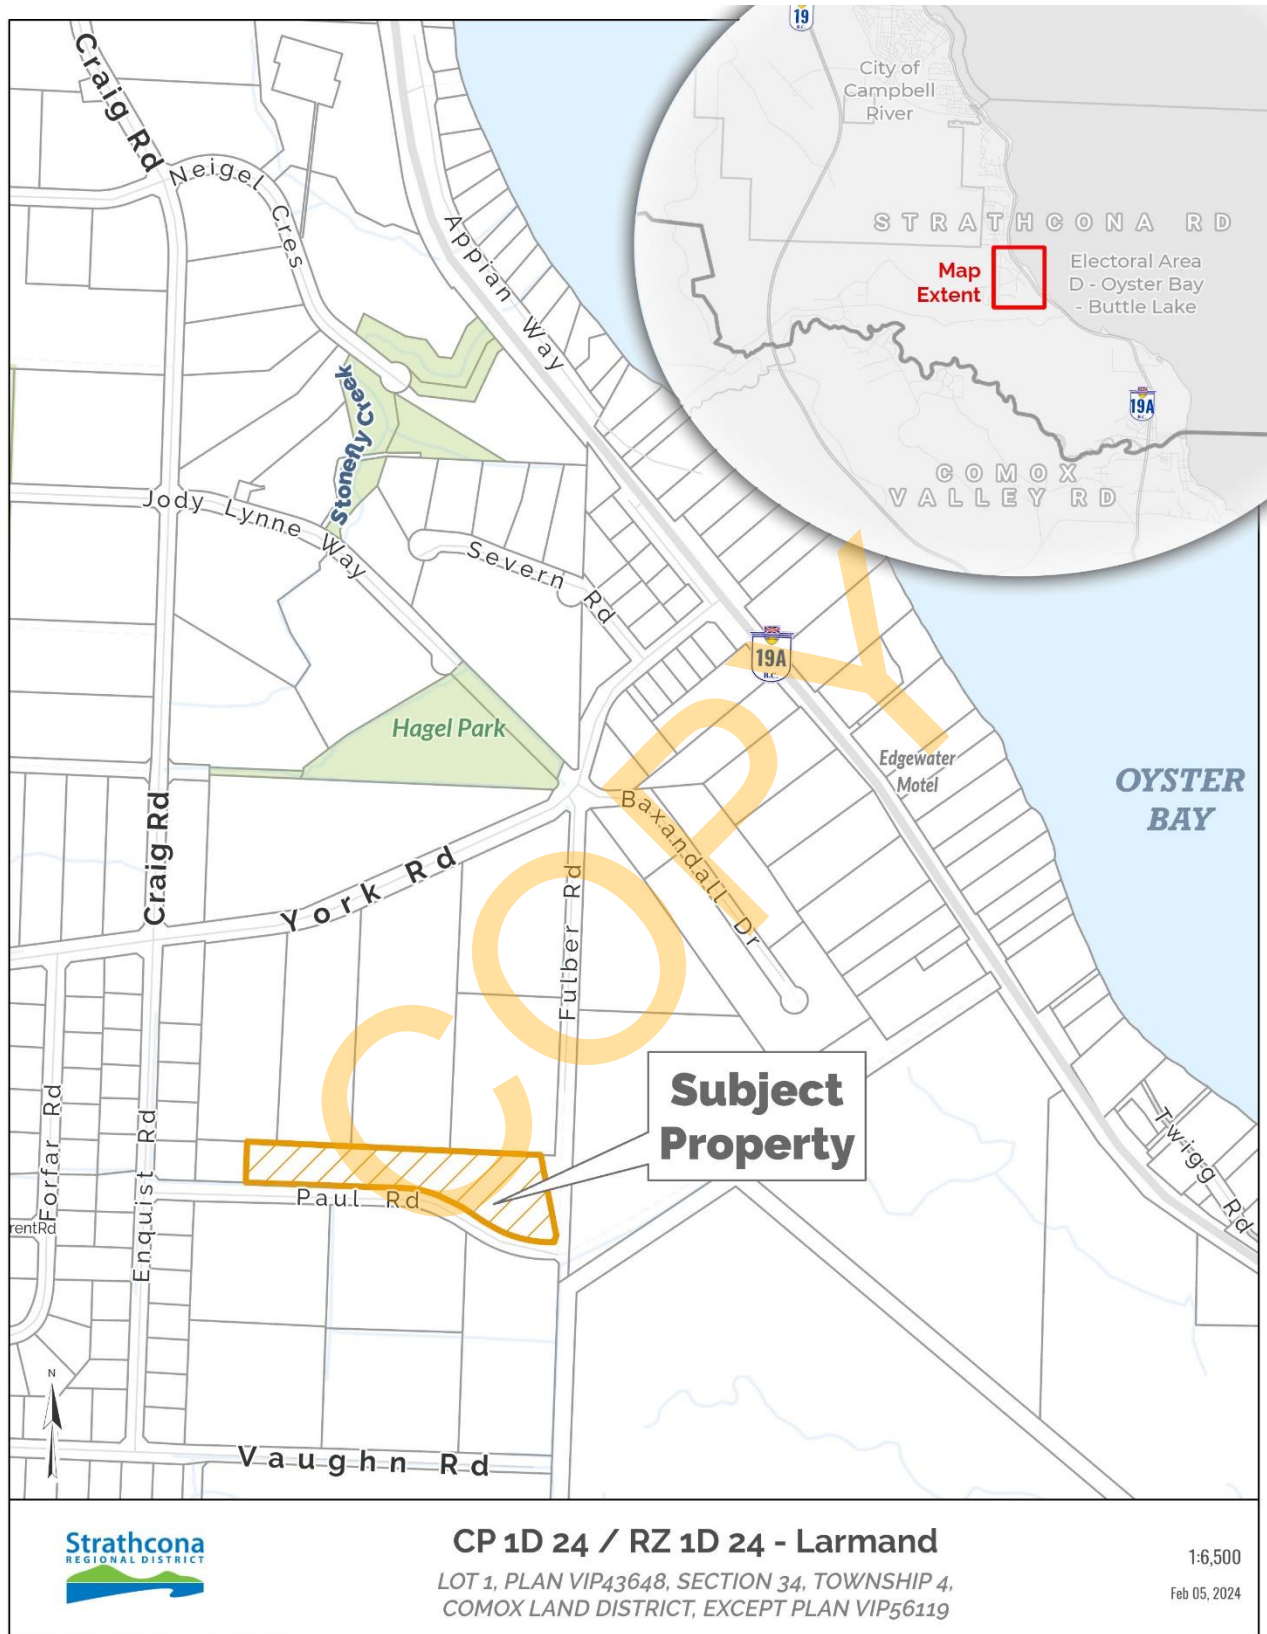 Craig Rd
Neigel Cres
Appian Way
Stonefly Creek
Jody Lynne Way
Severn Rd
19
B.C.
City of
Campbell
River
STRATHCONA RD
Map
Extent
Electoral Area
D - Oyster Bay
- Buttle Lake
19A
B.C.
COMOX
VALLEY RD
19A
B.C.
Hagel Park
Edgewater
Motel
OYSTER
BAY
Craig Rd
York Rd
Baxandall Dr
Fulber Rd
COPY
Subject
Property
Forfar Rd
Enquist Rd
Paul Rd
rentRd
Twigg Rd
N
Vaughn Rd
Strathcona
REGIONAL DISTRICT
CP 1D 24 / RZ 1D 24 - Larmand
LOT 1, PLAN VIP43648, SECTION 34, TOWNSHIP 4,
COMOX LAND DISTRICT, EXCEPT PLAN VIP56119
1:6,500
Feb 05, 2024